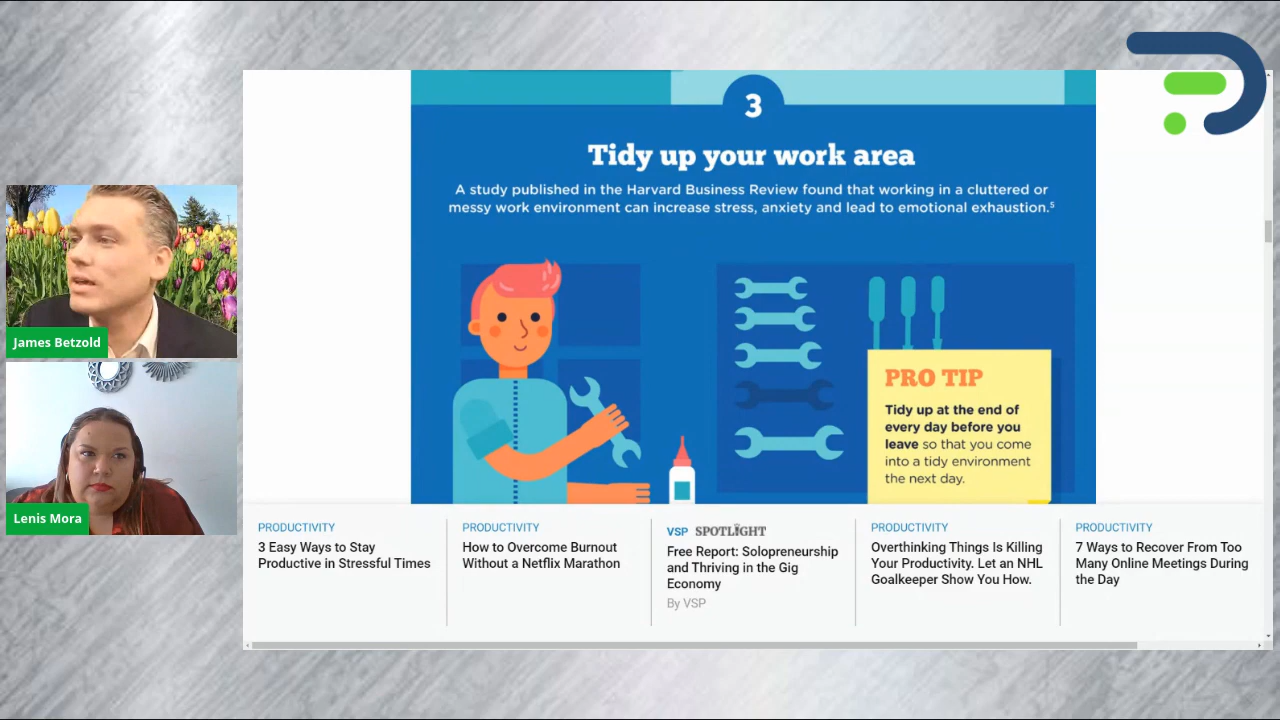 3
Tidy up your work area
A study published in the Harvard Business Review found that working in a cluttered or
messy work environment can increase stress, anxiety and lead to emotional exhaustion.⁵
PRO TIP
Tidy up at the end of
every day before you
leave so that you come
into a tidy environment
the next day.
James Betzold
Lenis Mora
PRODUCTIVITY
3 Easy Ways to Stay
Productive in Stressful Times
PRODUCTIVITY
How to Overcome Burnout
Without a Netflix Marathon
VSP SPOTLIGHT
Free Report: Solopreneurship
and Thriving in the Gig
Economy
By VSP
PRODUCTIVITY
Overthinking Things Is Killing
Your Productivity. Let an NHL
Goalkeeper Show You How.
PRODUCTIVITY
7 Ways to Recover From Too
Many Online Meetings During
the Day